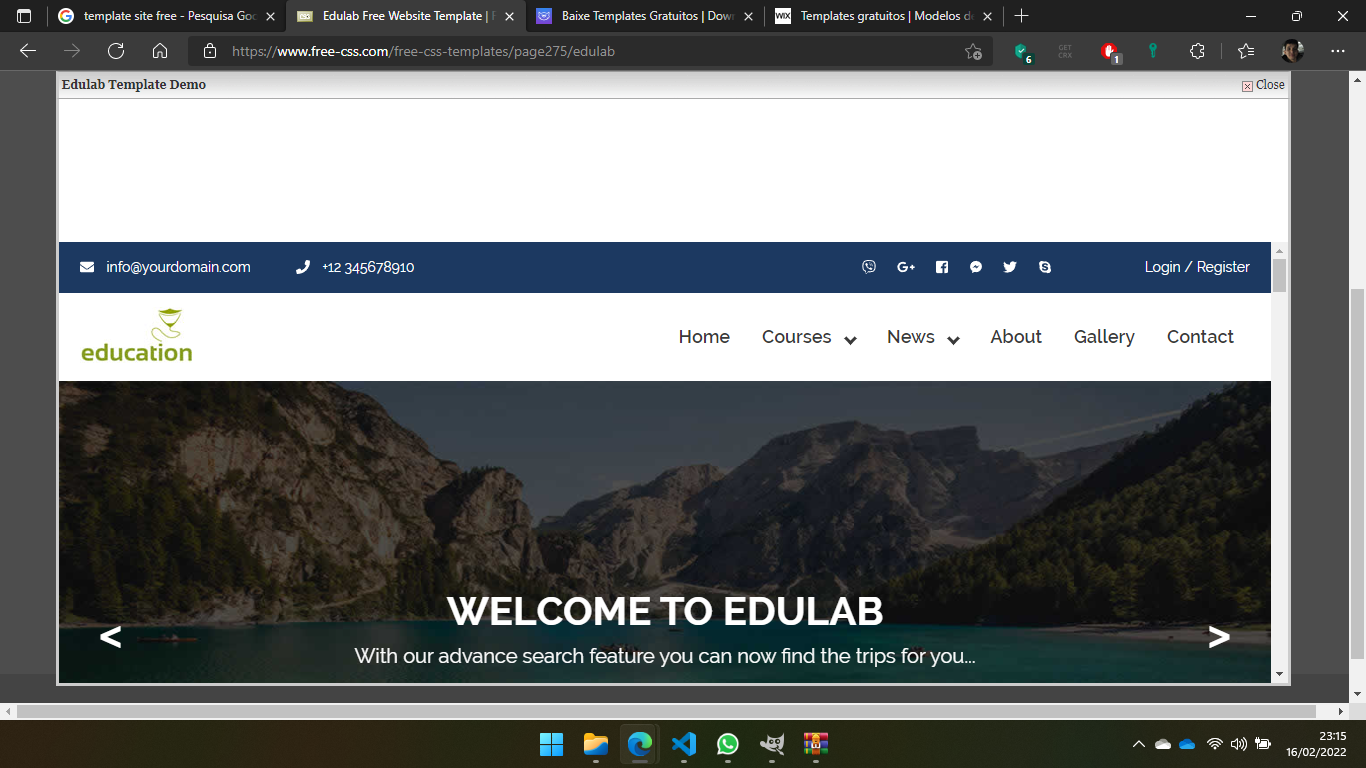 template site free - Pesquisa Goo
Edulab Free Website Template | F
Baixe Templates Gratuitos | Dow
Templates gratuitos | Modelos de
https://www.free-css.com/free-css-templates/page275/edulab
6
GET
CRX
1
Edulab Template Demo
Close
info@yourdomain.com
+12 345678910
Login / Register
education
Home
Courses
News
About
Gallery
Contact
WELCOME TO EDULAB
<
>
With our advance search feature you can now find the trips for you...
23:15
16/02/2022